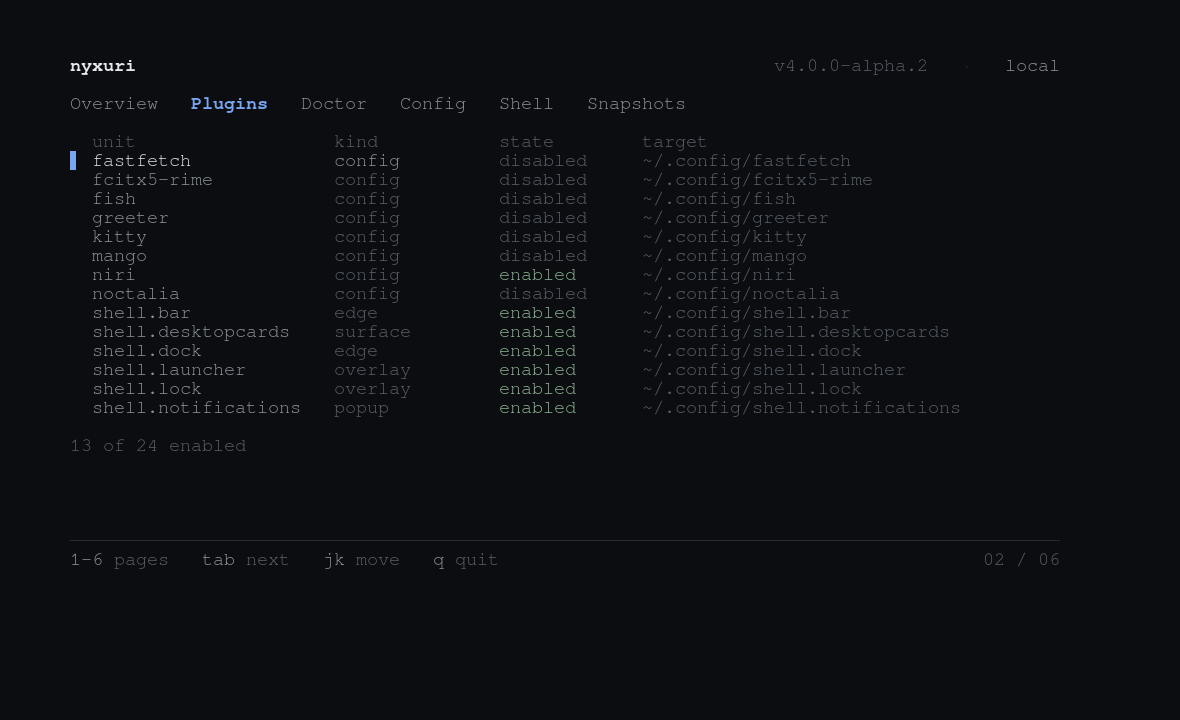 nyxuri v4.0.0-alpha.2 · local
Overview Plugins Doctor Config Shell Snapshots
unit kind state target
fastfetch config disabled ~/.config/fastfetch
fcitx5-rime config disabled ~/.config/fcitx5-rime
fish config disabled ~/.config/fish
greeter config disabled ~/.config/greeter
kitty config disabled ~/.config/kitty
mango config disabled ~/.config/mango
niri config enabled ~/.config/niri
noctalia config disabled ~/.config/noctalia
shell.bar edge enabled ~/.config/shell.bar
shell.desktopcards surface enabled ~/.config/shell.desktopcards
shell.dock edge enabled ~/.config/shell.dock
shell.launcher overlay enabled ~/.config/shell.launcher
shell.lock overlay enabled ~/.config/shell.lock
shell.notifications popup enabled ~/.config/shell.notifications
13 of 24 enabled
1-6 pages tab next jk move q quit 02 / 06